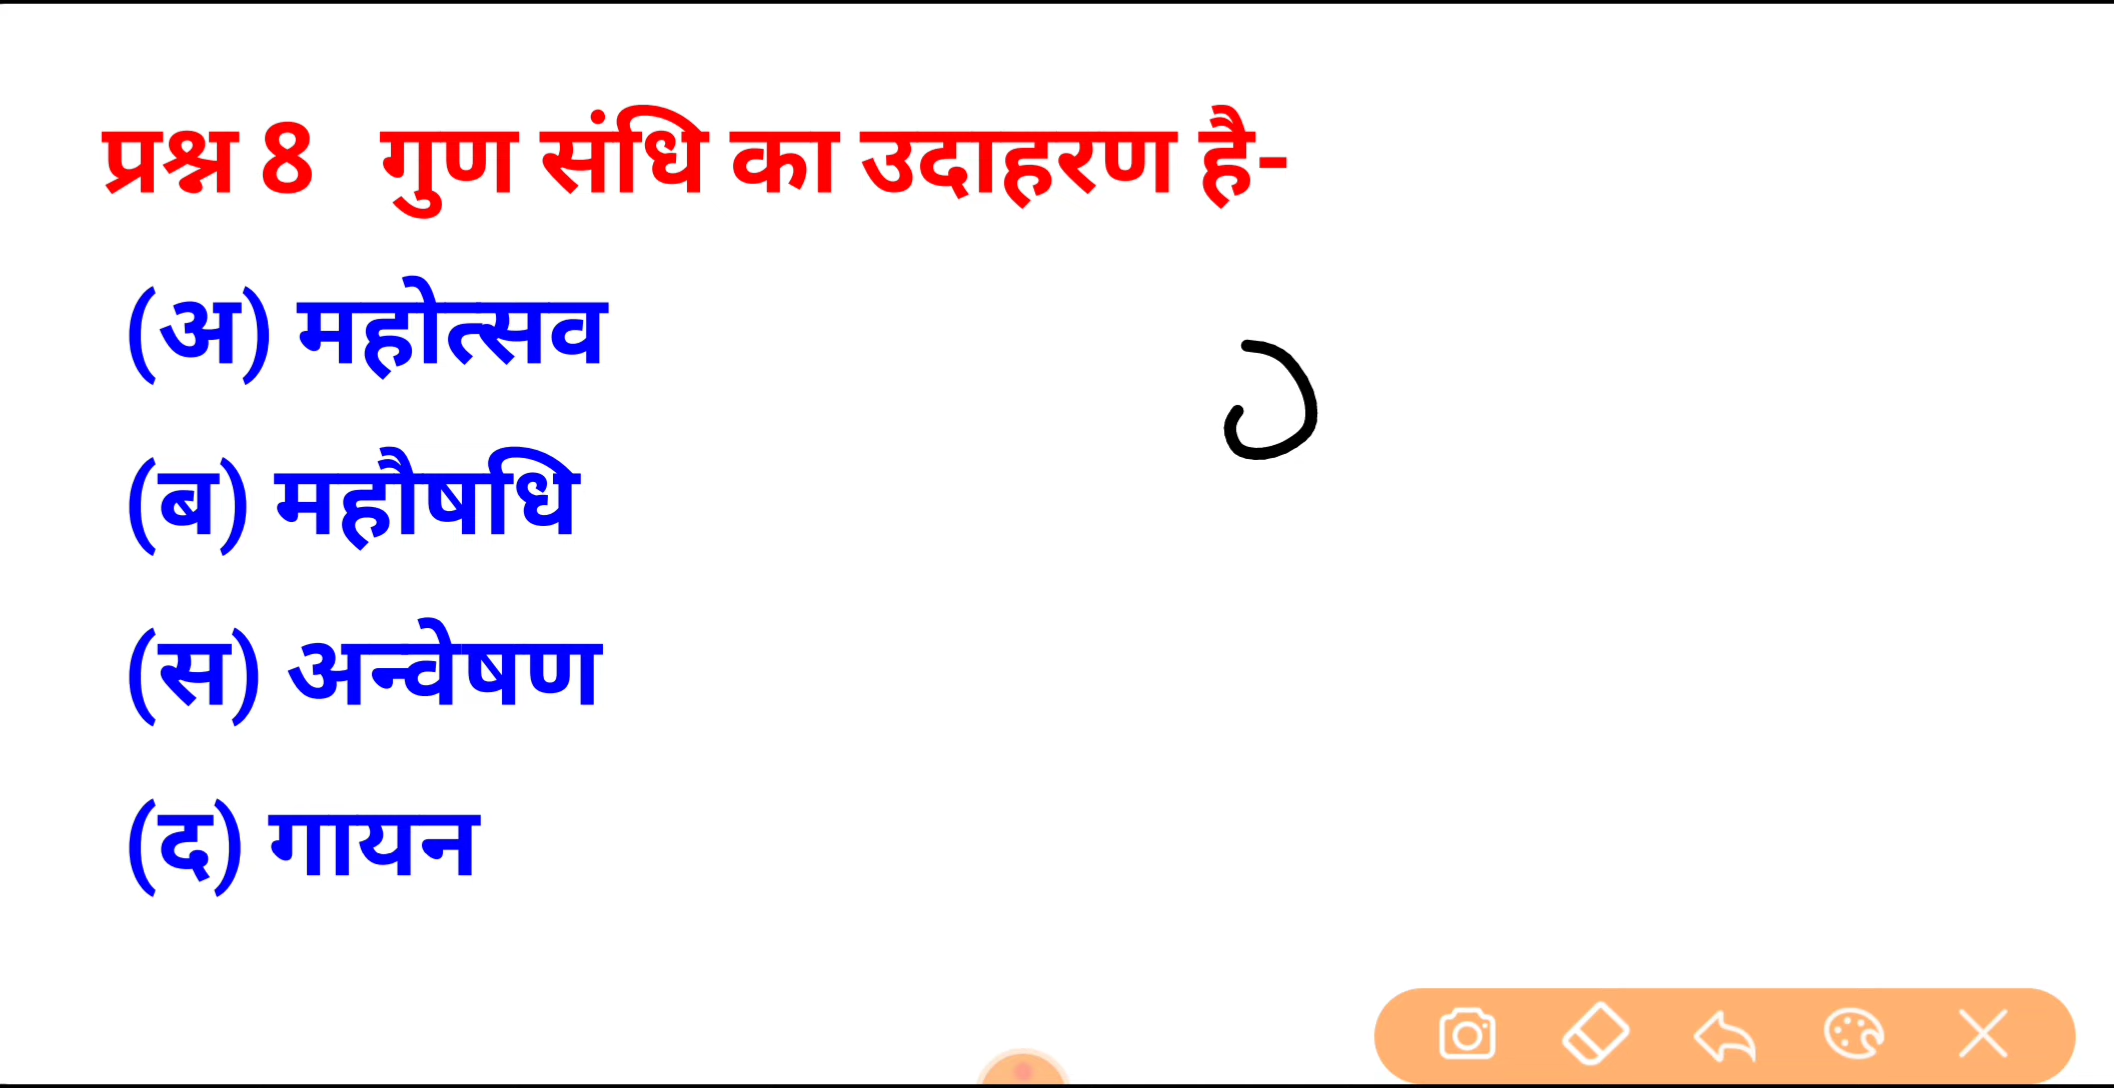 प्रश्न 8 गुण संधि का उदाहरण है-
(अ) महोत्सव
(ब) महौषधि
(स) अन्वेषण
(द) गायन